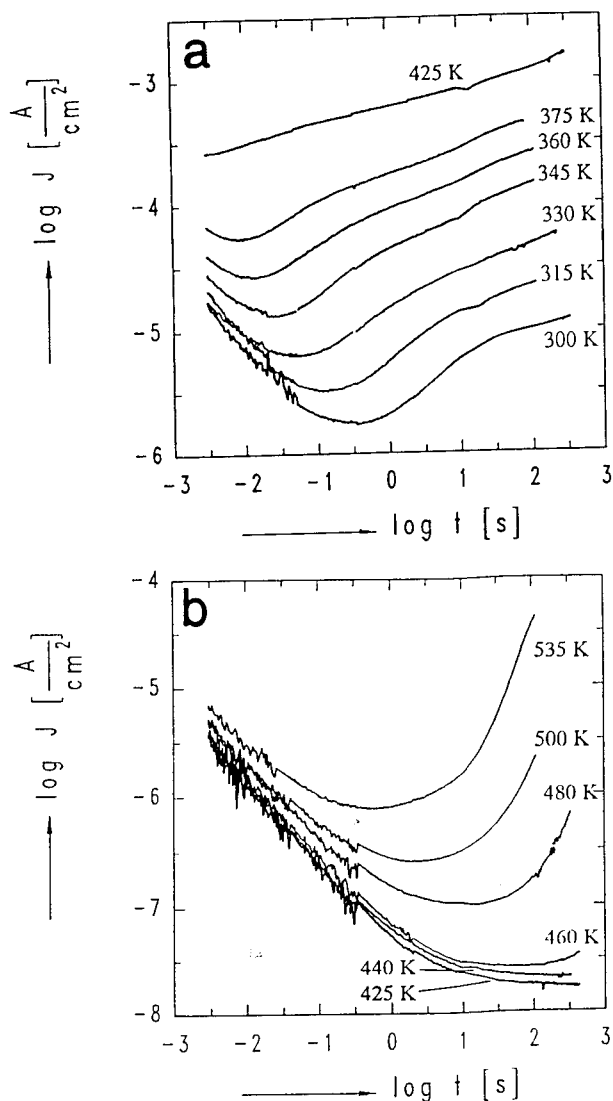 a
log J [A/cm²]
-3
-4
-5
-6
425 K
375 K
360 K
345 K
330 K
315 K
300 K
-3 -2 -1 0 1 2 3
log t [s]
b
log J [A/cm²]
-4
-5
-6
-7
-8
535 K
500 K
480 K
460 K
440 K
425 K
-3 -2 -1 0 1 2 3
log t [s]